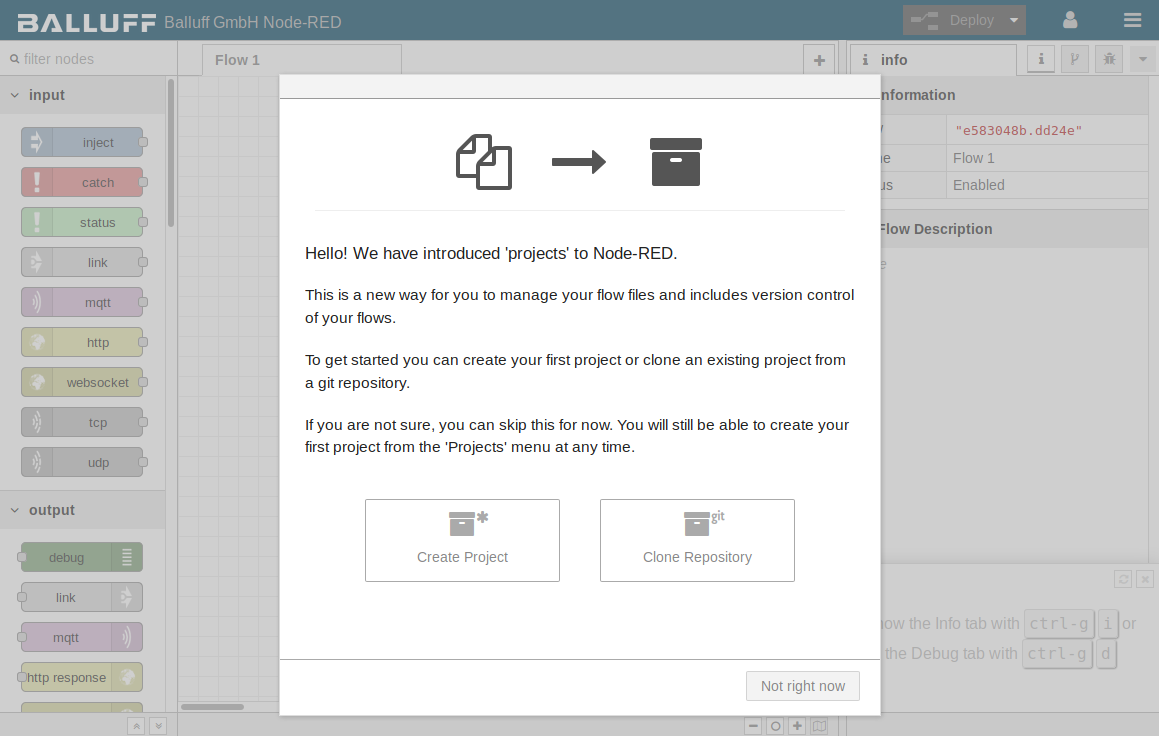 BALLUFF Balluff GmbH Node-RED
Deploy
filter nodes
Flow 1
info
input
inject
catch
status
link
mqtt
http
websocket
tcp
udp
output
debug
link
mqtt
http response
Hello! We have introduced 'projects' to Node-RED.
This is a new way for you to manage your flow files and includes version control
of your flows.
To get started you can create your first project or clone an existing project from
a git repository.
If you are not sure, you can skip this for now. You will still be able to create your
first project from the 'Projects' menu at any time.
Create Project
git
Clone Repository
Not right now
nformation
"e583048b.dd24e"
Flow 1
Enabled
Flow Description
ow the Info tab with ctrl-g i or
the Debug tab with ctrl-g d